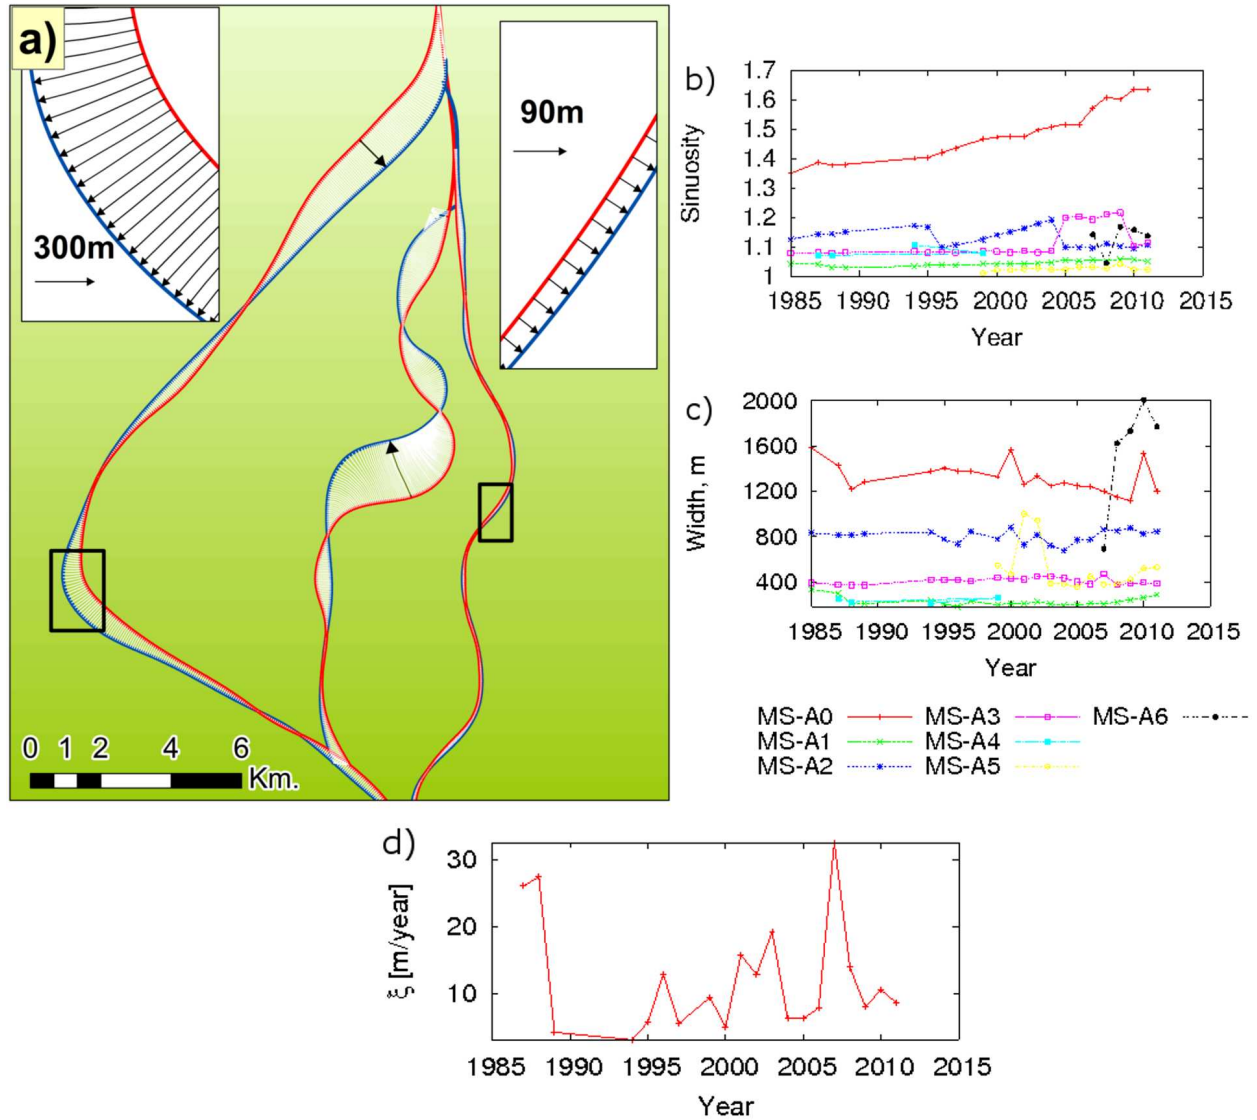 a)
300m
90m
0 1 2 4 6
Km.
b)
Sinuosity
1.7
1.6
1.5
1.4
1.3
1.2
1.1
1
1985 1990 1995 2000 2005 2010 2015
Year
c)
Width, m
2000
1600
1200
800
400
1985 1990 1995 2000 2005 2010 2015
Year
MS-A0 MS-A3 MS-A6
MS-A1 MS-A4
MS-A2 MS-A5
d)
ξ [m/year]
30
20
10
1985 1990 1995 2000 2005 2010 2015
Year